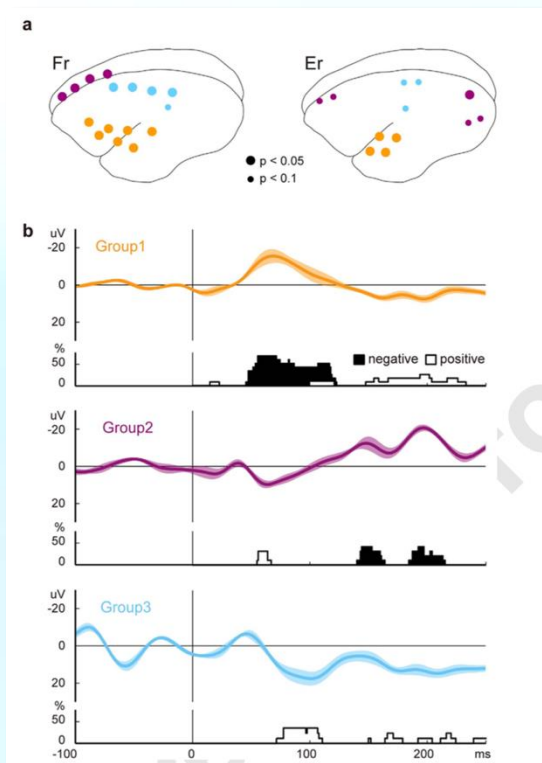 a
Fr
Er
p < 0.05
p < 0.1
b
uV
-20
Group1
0
20
%
50
negative positive
0
uV
-20
Group2
0
20
%
50
0
uV
-20
Group3
0
20
%
50
0
-100 0 100 200 ms